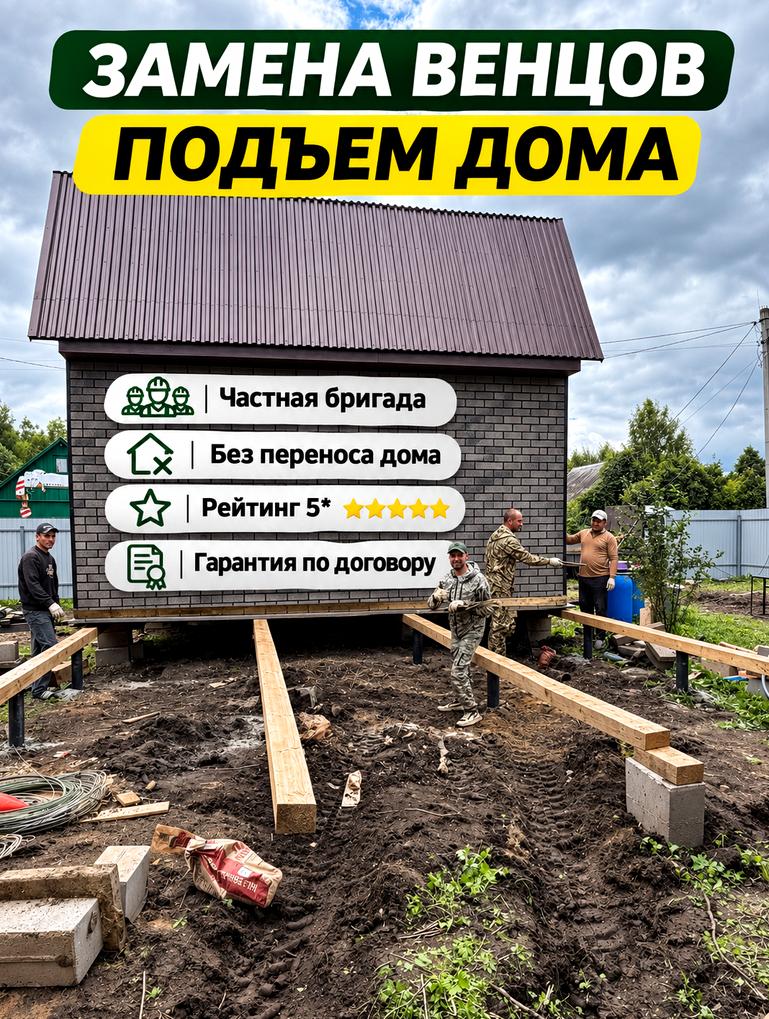 ЗАМЕНА ВЕНЦОВ
ПОДЪЕМ ДОМА
Частная бригада
Без переноса дома
Рейтинг 5*
Гарантия по договору